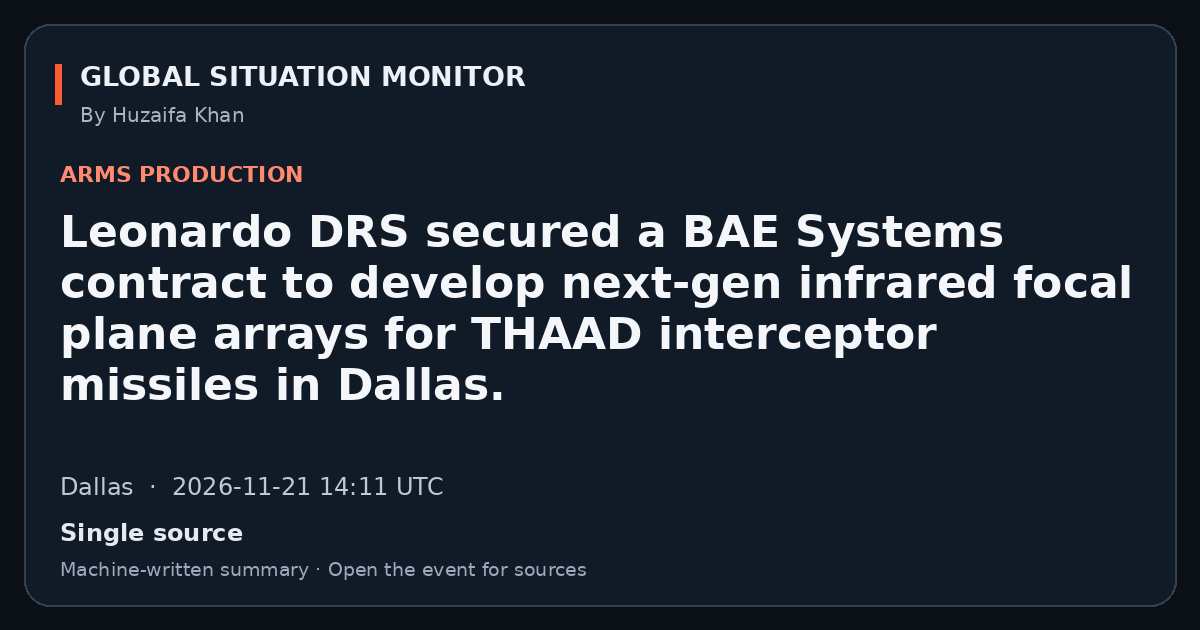 GLOBAL SITUATION MONITOR
By Huzaifa Khan
ARMS PRODUCTION
Leonardo DRS secured a BAE Systems
contract to develop next-gen infrared focal
plane arrays for THAAD interceptor
missiles in Dallas.
Dallas · 2026-11-21 14:11 UTC
Single source
Machine-written summary · Open the event for sources